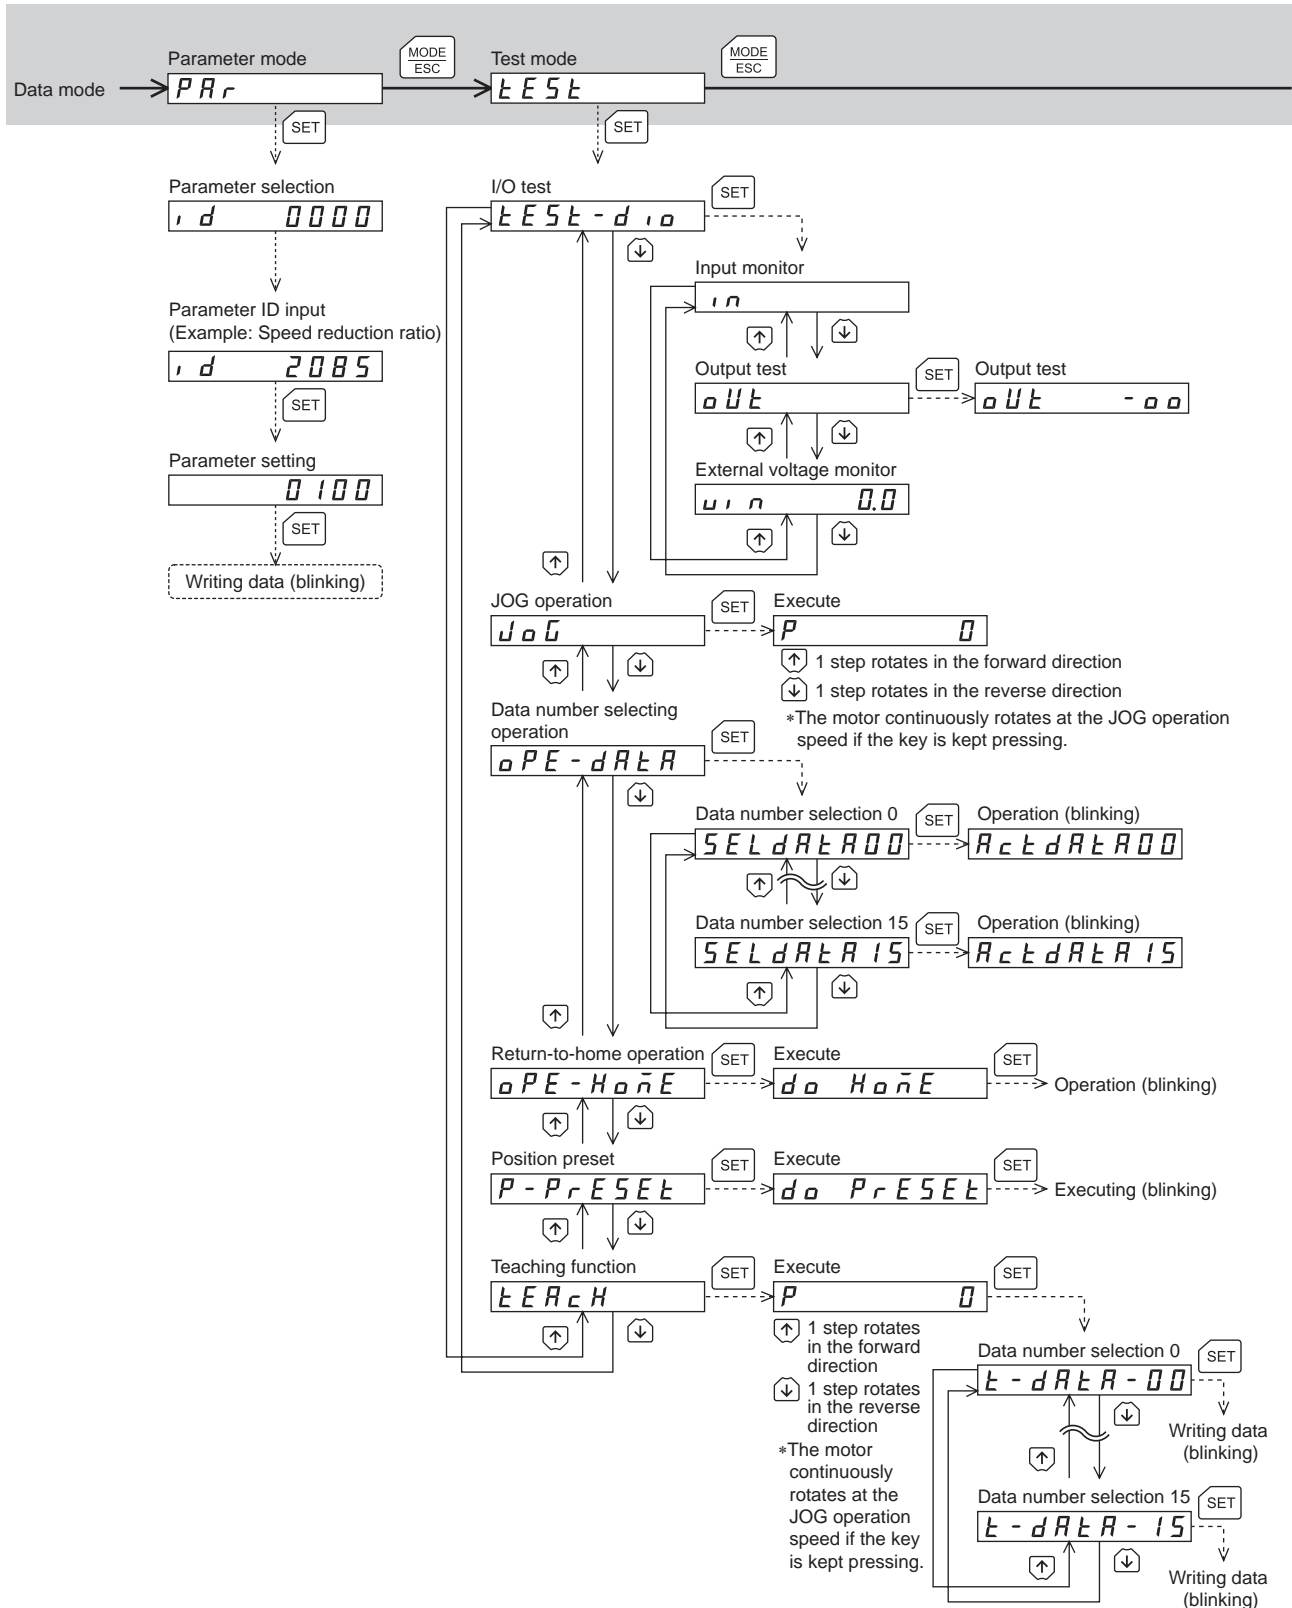 Parameter mode
MODE
ESC
Test mode
MODE
ESC
Data mode
PAr
tESt
SET
SET
Parameter selection
id 0000
Parameter ID input
(Example: Speed reduction ratio)
id 2085
SET
Parameter setting
0100
SET
Writing data (blinking)
I/O test
SET
tESt-dio
Input monitor
in
Output test
SET
Output test
oUt
oUt -oo
External voltage monitor
vin 0.0
JOG operation
SET
Execute
JoG
P 0
1 step rotates in the forward direction
1 step rotates in the reverse direction
*The motor continuously rotates at the JOG operation
speed if the key is kept pressing.
Data number selecting
operation
SET
oPE-dAtA
Data number selection 0
SET
Operation (blinking)
SELdAtA00
ActdAtA00
Data number selection 15
SET
Operation (blinking)
SELdAtA15
ActdAtA15
Return-to-home operation
SET
Execute
SET
oPE-HomE
do HomE
Operation (blinking)
Position preset
SET
Execute
SET
P-PrESEt
do PrESEt
Executing (blinking)
Teaching function
SET
Execute
SET
tEAcH
P 0
1 step rotates
in the forward
direction
1 step rotates
in the reverse
direction
*The motor
continuously
rotates at the
JOG operation
speed if the key
is kept pressing.
Data number selection 0
SET
t-dAtA-00
Writing data
(blinking)
Data number selection 15
SET
t-dAtA-15
Writing data
(blinking)